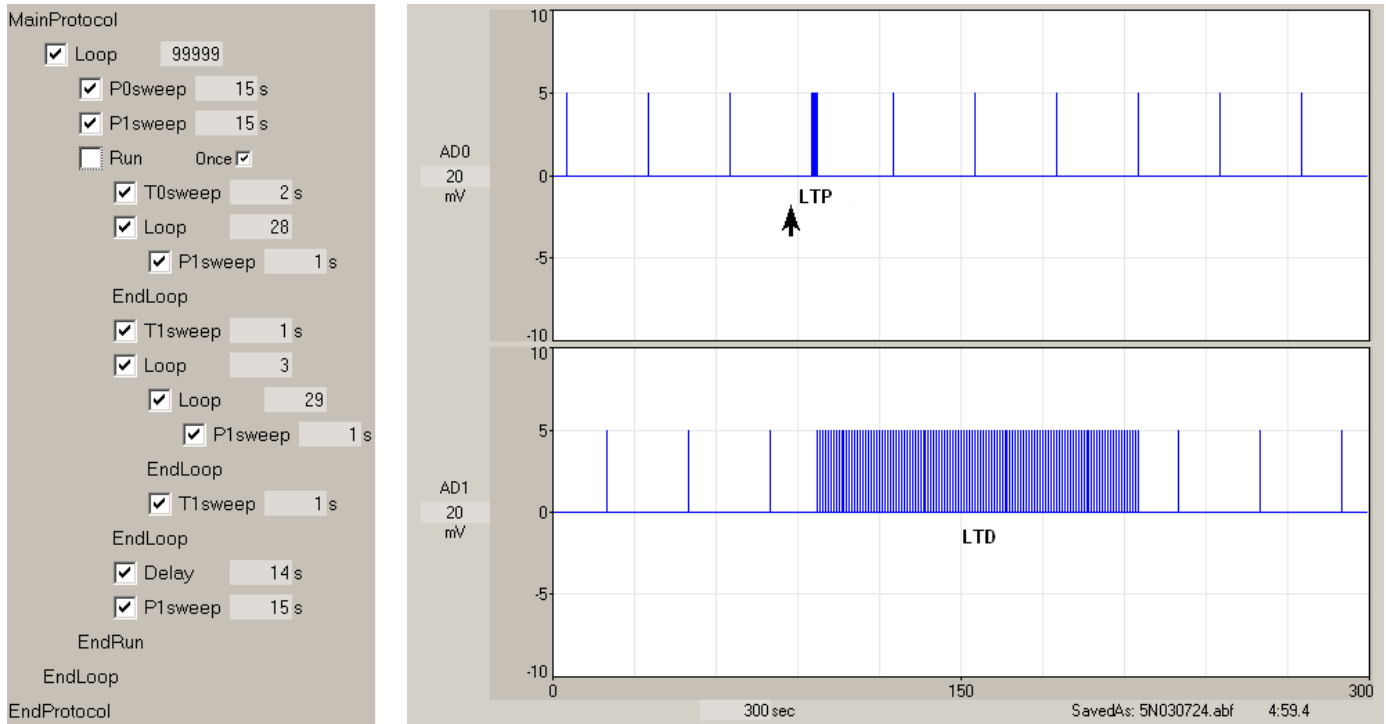 MainProtocol
Loop 99999
P0sweep 15 s
P1sweep 15 s
Run Once
T0sweep 2 s
Loop 28
P1sweep 1 s
EndLoop
T1sweep 1 s
Loop 3
Loop 29
P1sweep 1 s
EndLoop
T1sweep 1 s
EndLoop
Delay 14 s
P1sweep 15 s
EndRun
EndLoop
EndProtocol
10
5
0
-5
-10
AD0
20
mV
LTP
10
5
0
-5
-10
AD1
20
mV
LTD
0 150 300
300 sec SavedAs: 5N030724.abf 4:59.4